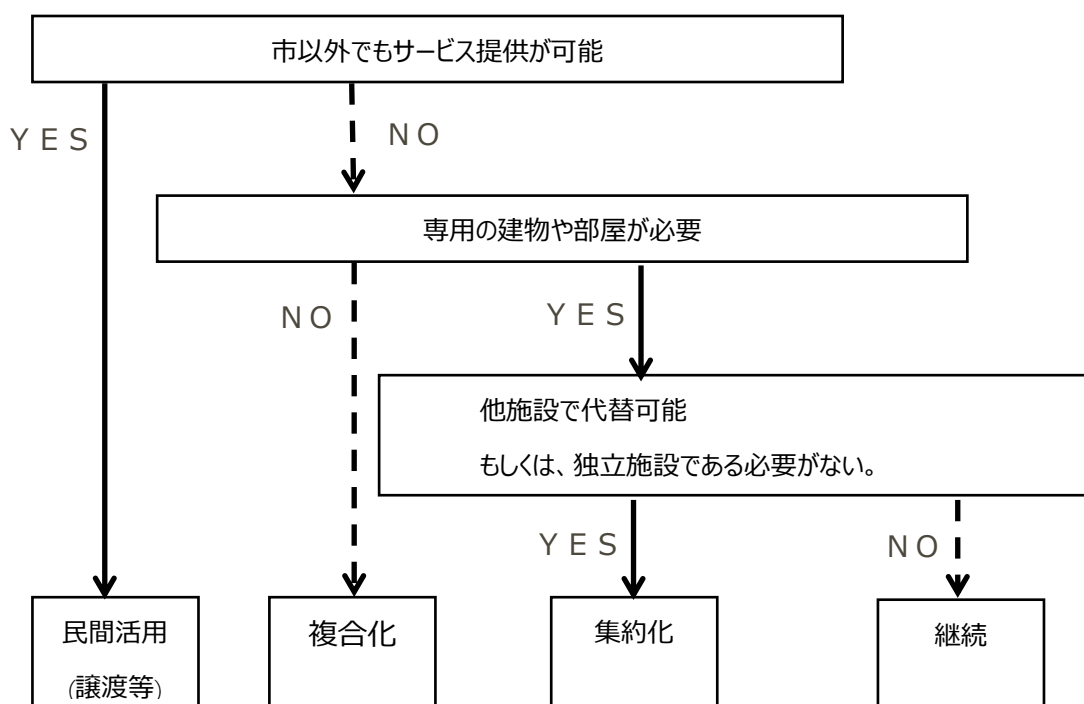 市以外でもサービス提供が可能
ＹＥＳ
ＮＯ
専用の建物や部屋が必要
ＮＯ
ＹＥＳ
他施設で代替可能
もしくは、独立施設である必要がない。
ＹＥＳ
ＮＯ
民間活用
(譲渡等)
複合化
集約化
継続